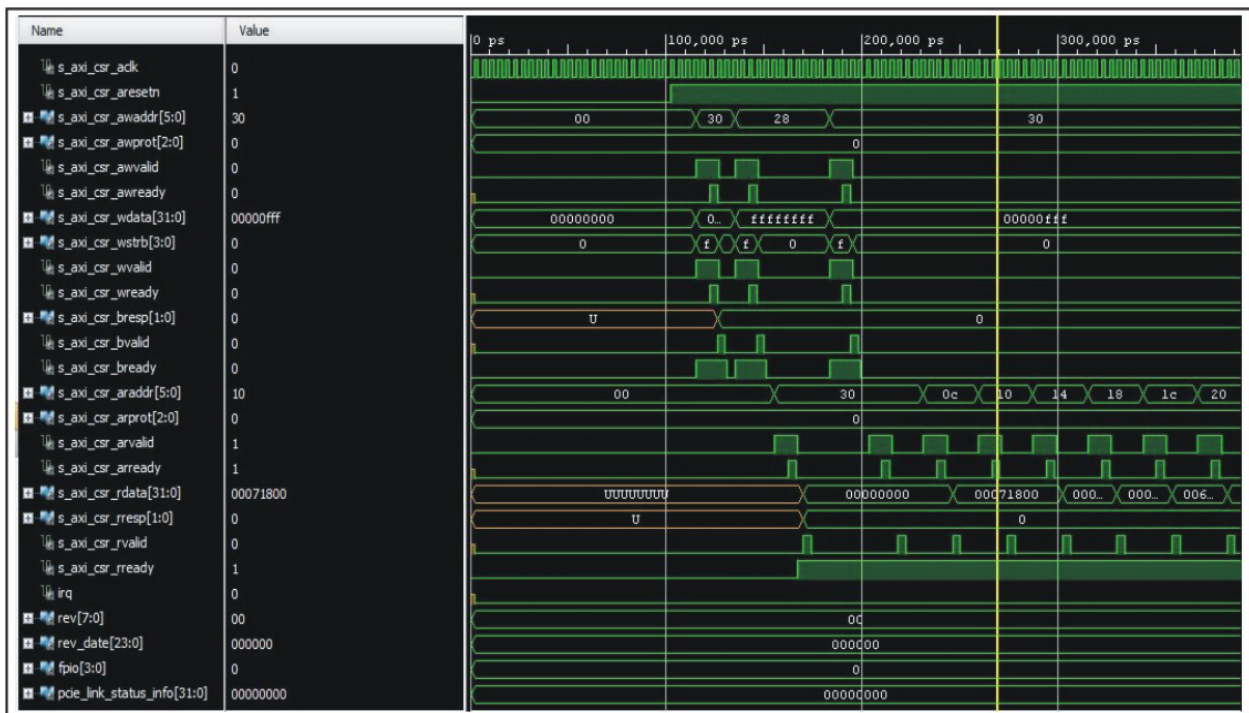 Name Value
0 ps 100,000 ps 200,000 ps 300,000 ps
s_axi_csr_aclk 0
s_axi_csr_aresetn 1
s_axi_csr_awaddr[5:0] 30 00 30 28 30
s_axi_csr_awprot[2:0] 0 0
s_axi_csr_awvalid 0
s_axi_csr_awready 0
s_axi_csr_wdata[31:0] 00000fff 00000000 0... ffffffff 00000fff
s_axi_csr_wstrb[3:0] 0 0 f f 0 f 0
s_axi_csr_wvalid 0
s_axi_csr_wready 0
s_axi_csr_bresp[1:0] 0 U 0
s_axi_csr_bvalid 0
s_axi_csr_bready 0
s_axi_csr_araddr[5:0] 10 00 30 0c 10 14 18 1c 20
s_axi_csr_arprot[2:0] 0 0
s_axi_csr_arvalid 1
s_axi_csr_arready 1
s_axi_csr_rdata[31:0] 00071800 UUUUUUUU 00000000 00071800 000... 000... 006...
s_axi_csr_rresp[1:0] 0 U 0
s_axi_csr_rvalid 0
s_axi_csr_rready 1
irq 0
rev[7:0] 00 00
rev_date[23:0] 000000 000000
fpio[3:0] 0 0
pcie_link_status_info[31:0] 00000000 00000000